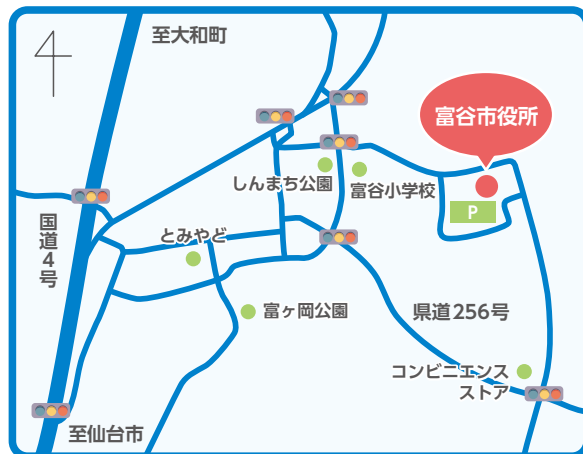 至大和町
富谷市役所
しんまち公園
富谷小学校
P
国道4号
とみやど
富ヶ岡公園
県道256号
コンビニエンス
ストア
至仙台市